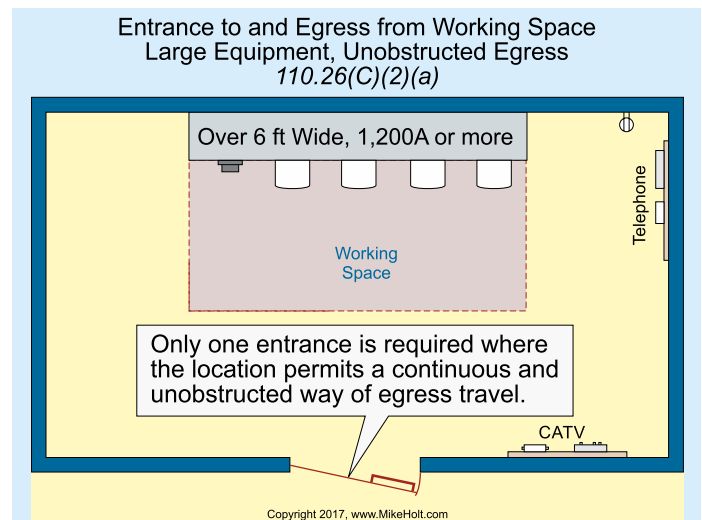 Entrance to and Egress from Working Space
Large Equipment, Unobstructed Egress
110.26(C)(2)(a)
Over 6 ft Wide, 1,200A or more
Telephone
Working
Space
Only one entrance is required where
the location permits a continuous and
unobstructed way of egress travel.
CATV
Copyright 2017, www.MikeHolt.com